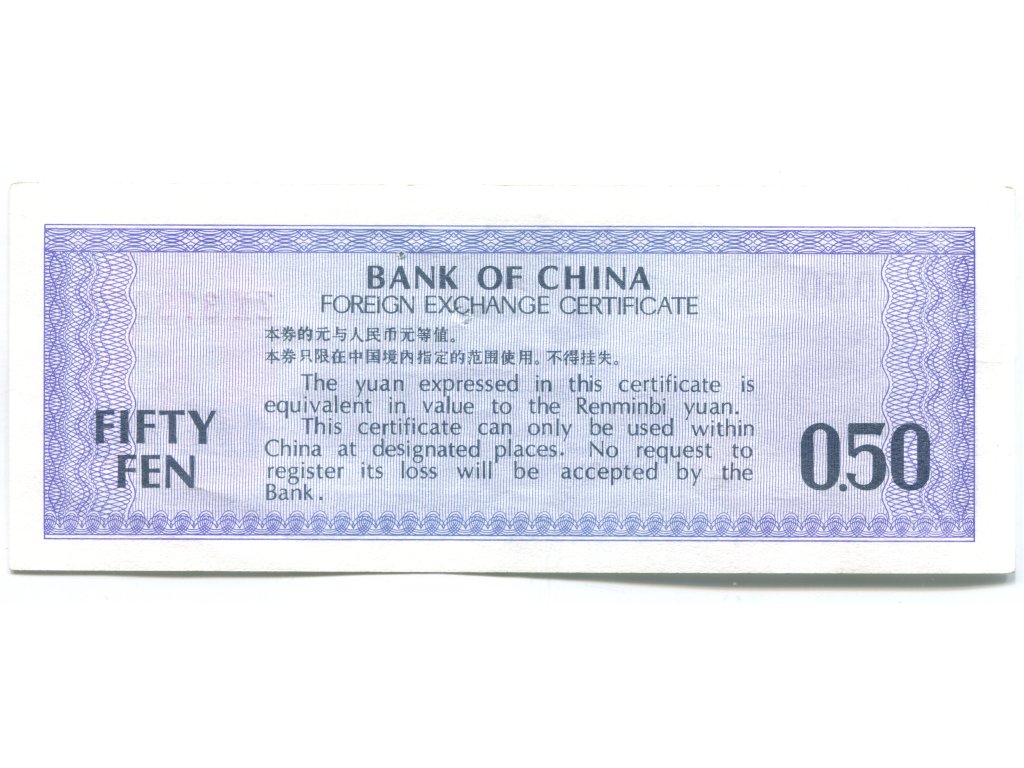 BANK OF CHINA
FOREIGN EXCHANGE CERTIFICATE
本券的元与人民币元等值。
本券只限在中国境内指定的范围使用。不得挂失。
The yuan expressed in this certificate is
equivalent in value to the Renminbi yuan.
This certificate can only be used within
China at designated places. No request to
register its loss will be accepted by the
Bank.
FIFTY
FEN
0.50